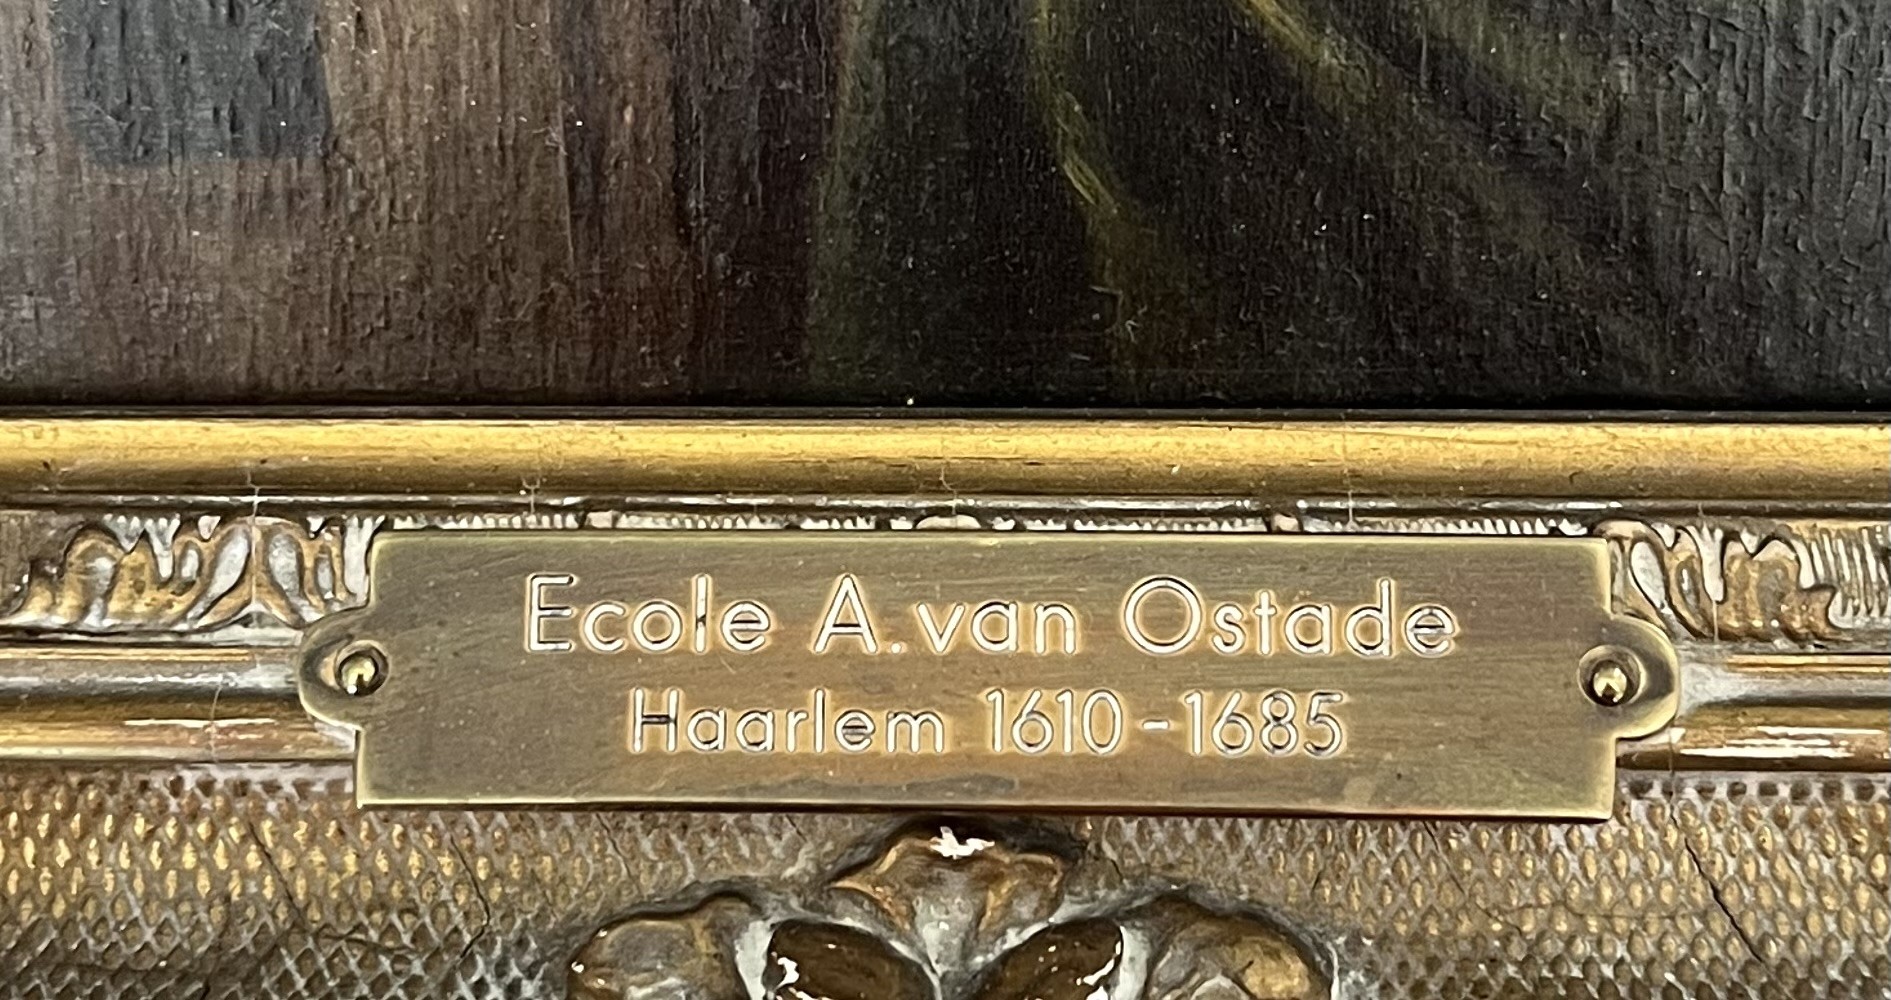 Ecole A. van Ostade
Haarlem 1610 - 1685